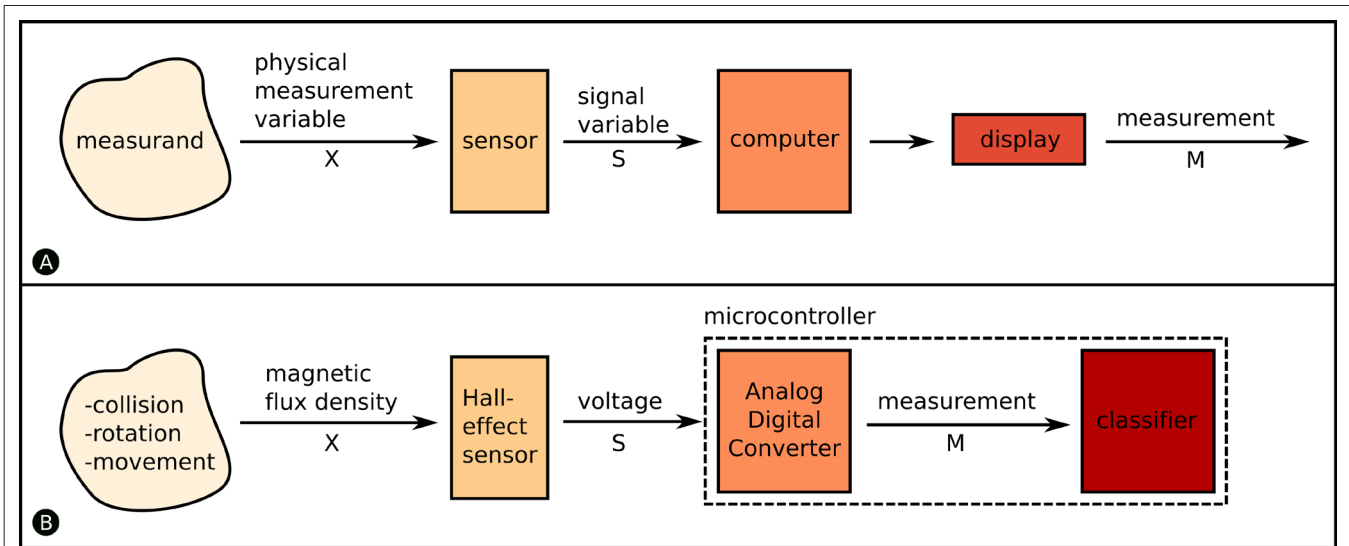 physical
measurement
variable
signal
variable
measurement
measurand
sensor
computer
display
X
S
M
A
microcontroller
magnetic
flux density
-collision
-rotation
-movement
Hall-
effect
sensor
voltage
Analog
Digital
Converter
measurement
classifier
X
S
M
B